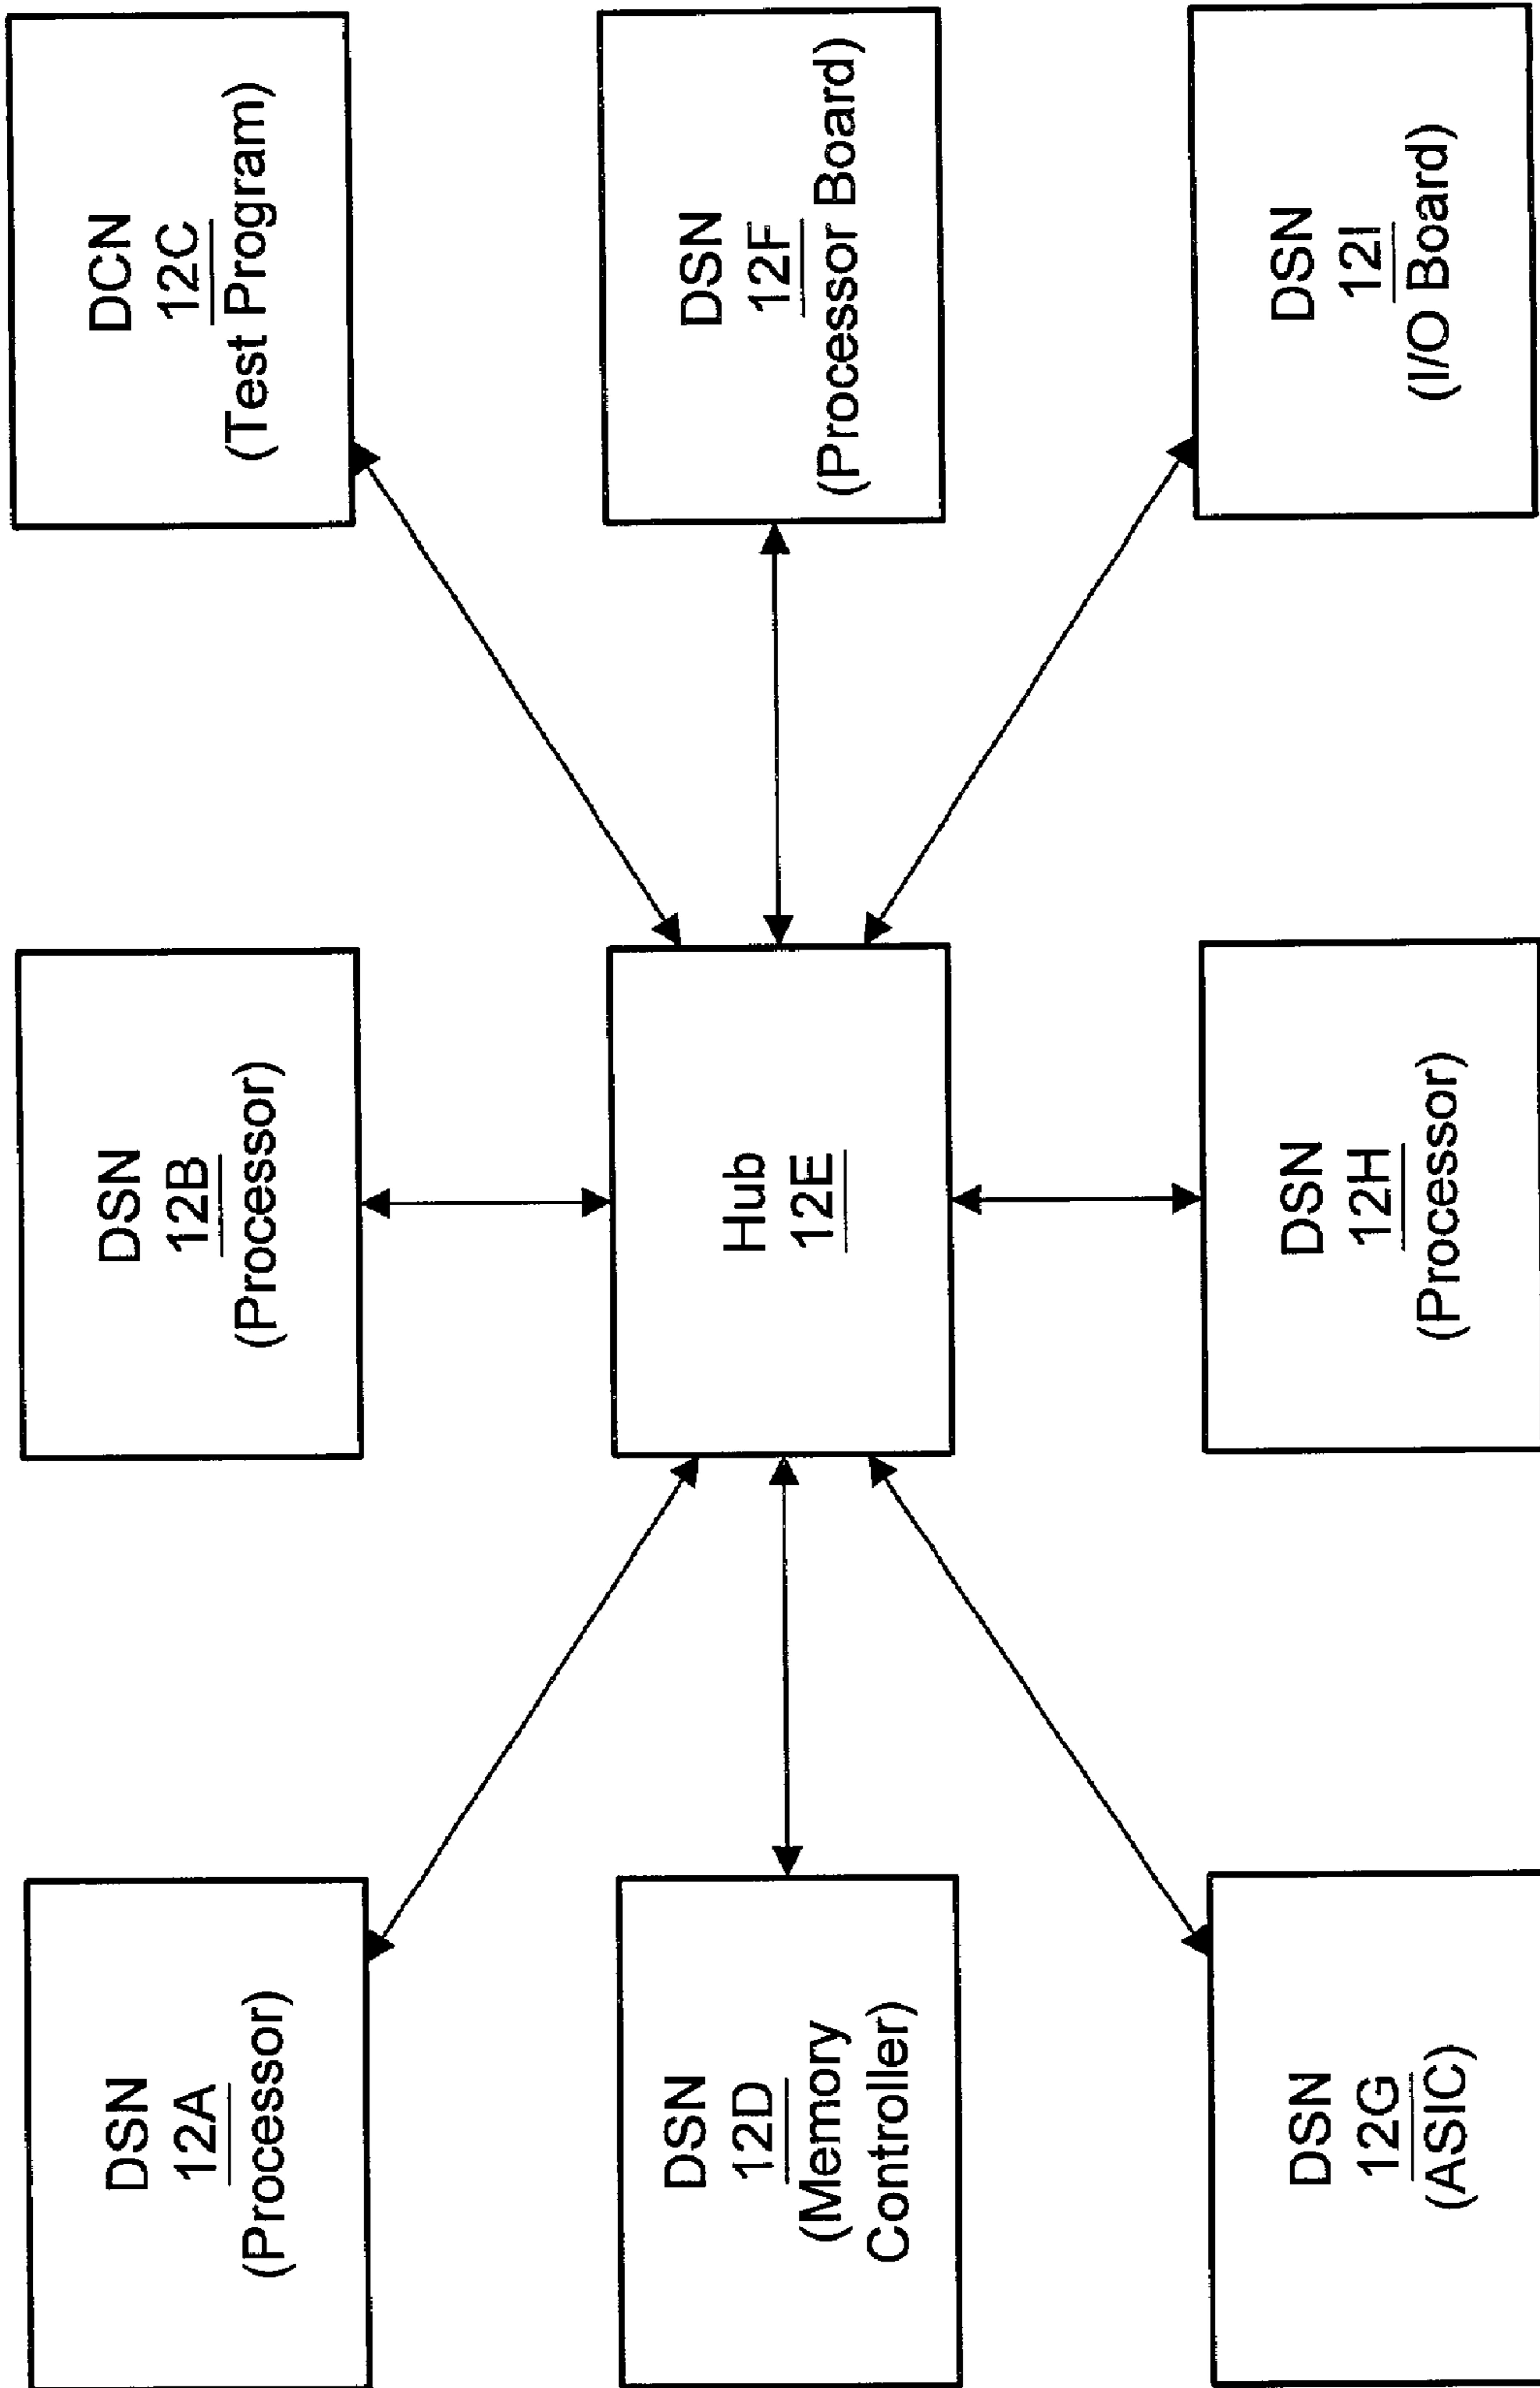 DSN
12A
(Processor)
DSN
12B
(Processor)
DCN
12C
(Test Program)
DSN
12D
(Memory
Controller)
Hub
12E
DSN
12F
(Processor Board)
DSN
12G
(ASIC)
DSN
12H
(Processor)
DSN
12I
(I/O Board)